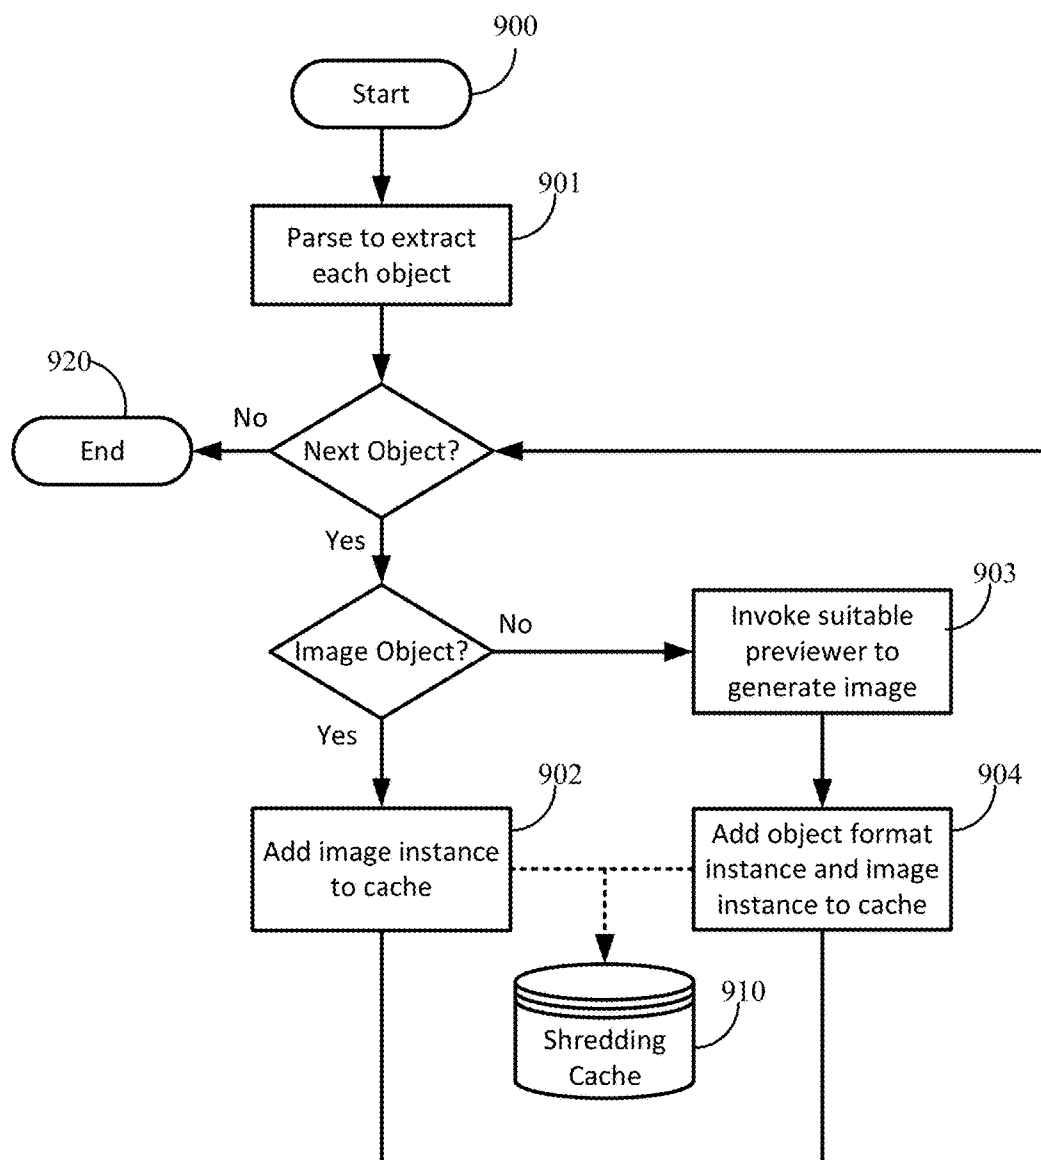 900
Start
901
Parse to extract
each object
920
No
End
Next Object?
Yes
903
No
Image Object?
Invoke suitable
previewer to
generate image
Yes
902
904
Add image instance
to cache
Add object format
instance and image
instance to cache
910
Shredding
Cache